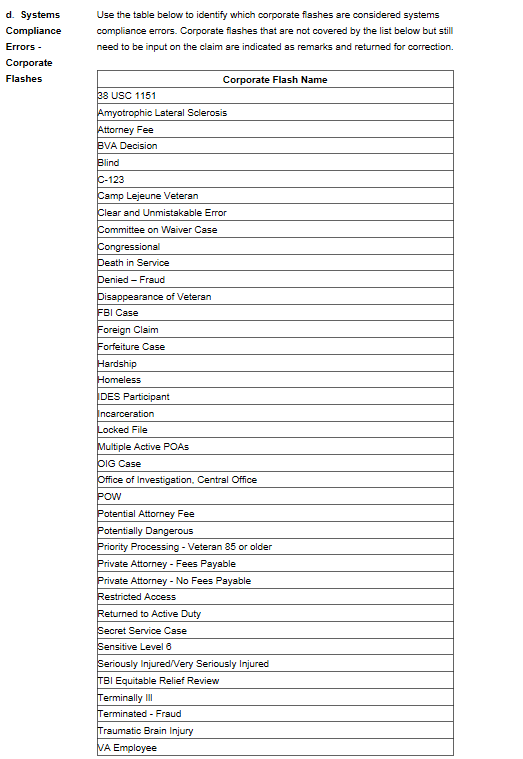 d. Systems
Compliance
Errors -
Corporate
Flashes
Use the table below to identify which corporate flashes are considered systems
compliance errors. Corporate flashes that are not covered by the list below but still
need to be input on the claim are indicated as remarks and returned for correction.
Corporate Flash Name
38 USC 1151
Amyotrophic Lateral Sclerosis
Attorney Fee
BVA Decision
Blind
C-123
Camp Lejeune Veteran
Clear and Unmistakable Error
Committee on Waiver Case
Congressional
Death in Service
Denied – Fraud
Disappearance of Veteran
FBI Case
Foreign Claim
Forfeiture Case
Hardship
Homeless
IDES Participant
Incarceration
Locked File
Multiple Active POAs
OIG Case
Office of Investigation, Central Office
POW
Potential Attorney Fee
Potentially Dangerous
Priority Processing - Veteran 85 or older
Private Attorney - Fees Payable
Private Attorney - No Fees Payable
Restricted Access
Returned to Active Duty
Secret Service Case
Sensitive Level 6
Seriously Injured/Very Seriously Injured
TBI Equitable Relief Review
Terminally Ill
Terminated - Fraud
Traumatic Brain Injury
VA Employee